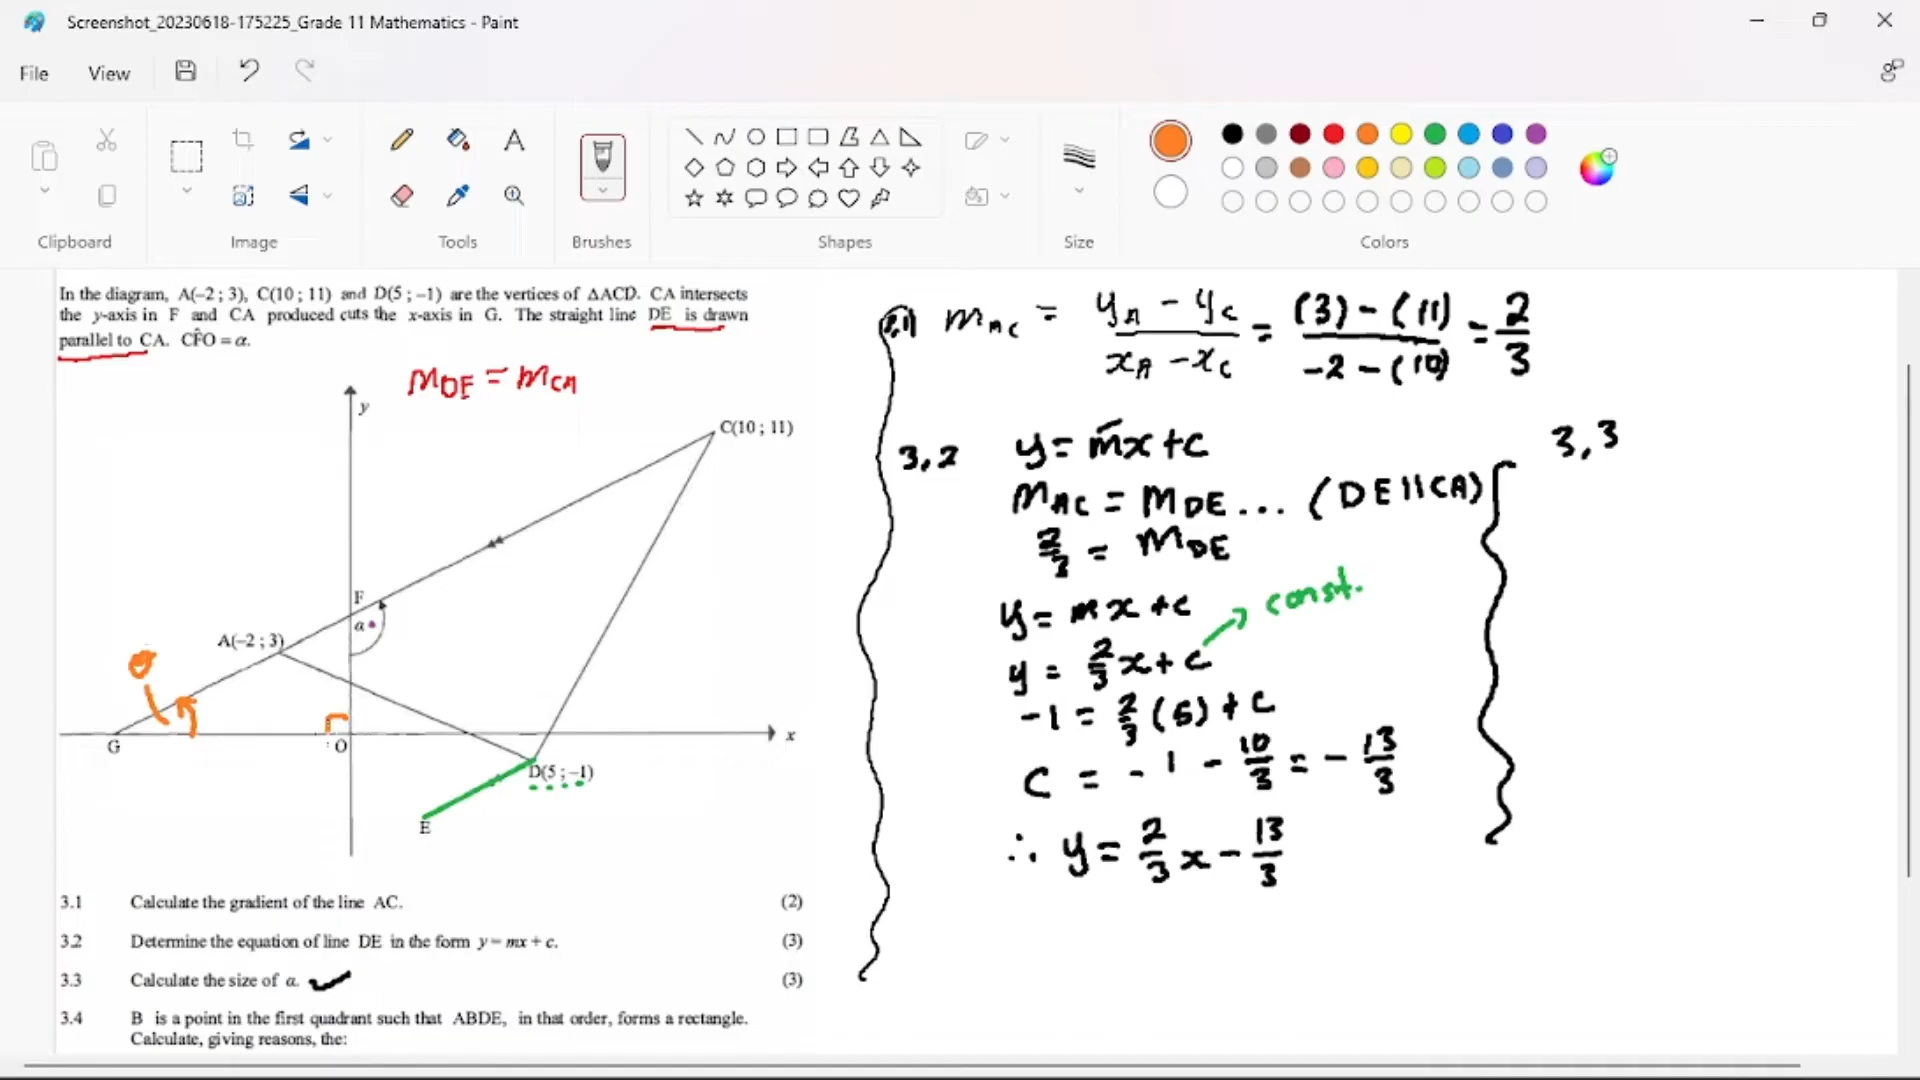 Screenshot_20230618-175225_Grade 11 Mathematics - Paint
File View
Clipboard Image Tools Brushes Shapes Size Colors
In the diagram, A(–2 ; 3), C(10 ; 11) and D(5 ; –1) are the vertices of ΔACD. CA intersects
the y-axis in F and CA produced cuts the x-axis in G. The straight line DE is drawn
parallel to CA. CF̂O = α.
m_DE = m_CA
y
C(10 ; 11)
F
α
A(–2 ; 3)
θ
G
O
x
D(5 ; –1)
E
3.1 Calculate the gradient of the line AC. (2)
3.2 Determine the equation of line DE in the form y = mx + c. (3)
3.3 Calculate the size of α. (3)
3.4 B is a point in the first quadrant such that ABDE, in that order, forms a rectangle.
Calculate, giving reasons, the:
m_AC = (y_A - y_C)/(x_A - x_C) = ((3) - (11))/(-2 - (10)) = 2/3
3,2 y = mx + c
m_AC = m_DE ... (DE||CA)
2/3 = m_DE
y = mx + c
const.
y = 2/3 x + c
-1 = 2/3 (5) + c
c = -1 - 10/3 = - 13/3
∴ y = 2/3 x - 13/3
3,3